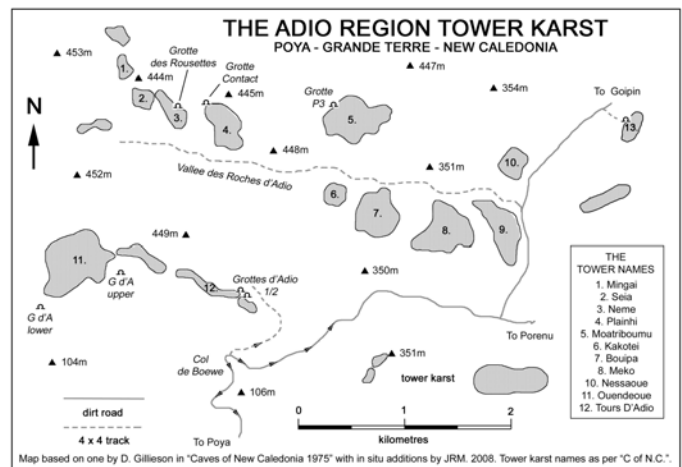 THE ADIO REGION TOWER KARST
POYA - GRANDE TERRE - NEW CALEDONIA
453m
Grotte
des Rousettes
Grotte
Contact
447m
1.
444m
445m
Grotte
P3
354m
To Goipin
2.
3.
4.
5.
13.
N
448m
351m
10.
452m
Vallee des Roches d'Adio
6.
7.
8.
9.
449m
11.
G d'A
upper
12.
Grottes d'Adio
1/2
350m
G d'A
lower
To Porenu
104m
Col
de Boewe
351m
tower karst
106m
dirt road
4 x 4 track
To Poya
0 1 2
kilometres
THE
TOWER NAMES
1. Mingai
2. Seia
3. Neme
4. Plainhi
5. Moatriboumu
6. Kakotei
7. Bouipa
8. Meko
10. Nessaoue
11. Ouendeoue
12. Tours D'Adio
Map based on one by D. Gillieson in "Caves of New Caledonia 1975" with in situ additions by JRM. 2008. Tower karst names as per "C of N.C.".